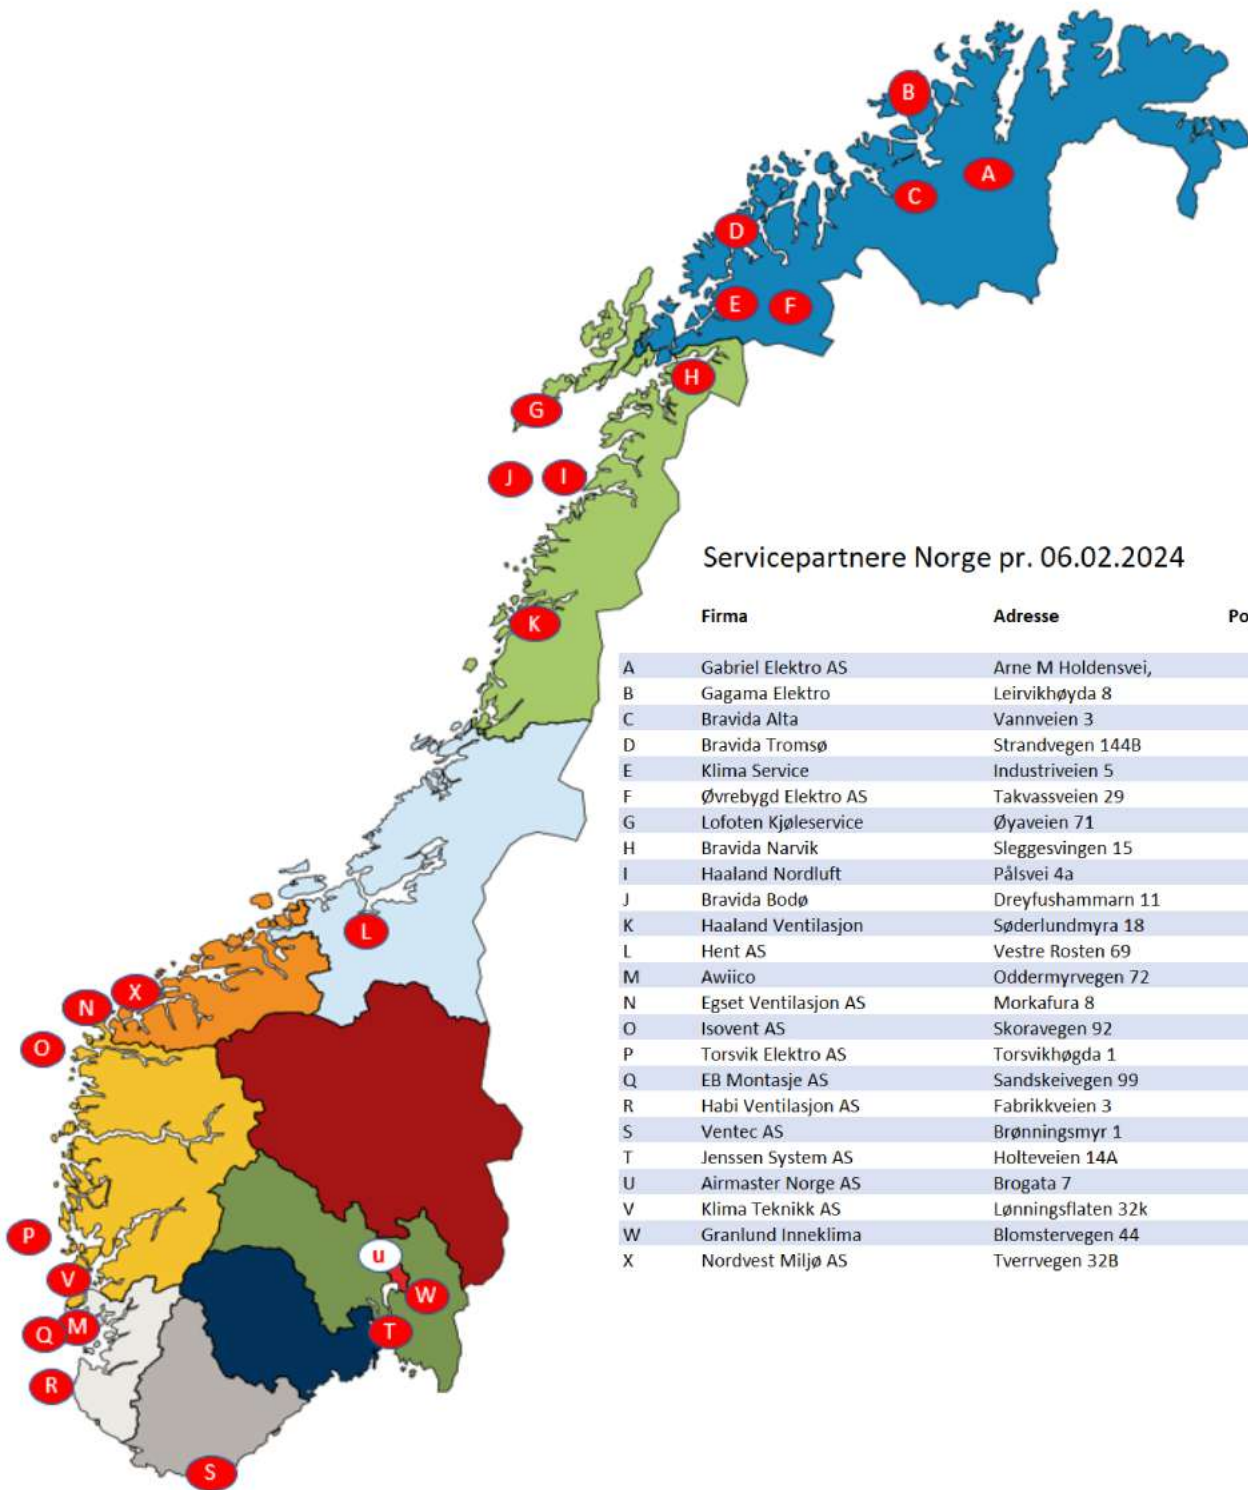 B
A
C
D
E
F
H
G
J
I
Servicepartnere Norge pr. 06.02.2024
Firma Adresse Po
K
A Gabriel Elektro AS Arne M Holdensvei,
B Gagama Elektro Leirvikhøyda 8
C Bravida Alta Vannveien 3
D Bravida Tromsø Strandvegen 144B
E Klima Service Industriveien 5
F Øvrebygd Elektro AS Takvassveien 29
G Lofoten Kjøleservice Øyaveien 71
H Bravida Narvik Sleggesvingen 15
I Haaland Nordluft Pålsvei 4a
J Bravida Bodø Dreyfushammarn 11
K Haaland Ventilasjon Søderlundmyra 18
L Hent AS Vestre Rosten 69
M Awiico Oddermyrvegen 72
N Egset Ventilasjon AS Morkafura 8
O Isovent AS Skoravegen 92
P Torsvik Elektro AS Torsvikhøgda 1
Q EB Montasje AS Sandskeivegen 99
R Habi Ventilasjon AS Fabrikkveien 3
S Ventec AS Brønningsmyr 1
T Jenssen System AS Holteveien 14A
U Airmaster Norge AS Brogata 7
V Klima Teknikk AS Lønningsflaten 32k
W Granlund Inneklima Blomstervegen 44
X Nordvest Miljø AS Tverrvegen 32B
L
X
N
O
P
u
V
W
M
Q
T
R
S